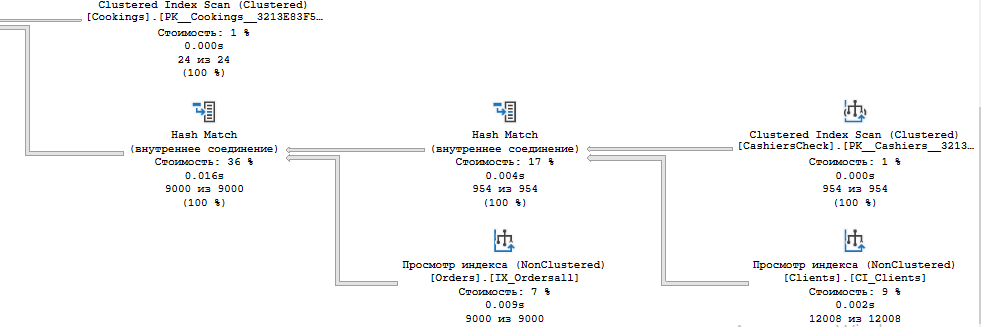 Clustered Index Scan (Clustered)
[Cookings].[PK__Cookings__3213E83F5…
Стоимость: 1 %
0.000s
24 из 24
(100 %)
Hash Match
(внутреннее соединение)
Стоимость: 36 %
0.016s
9000 из 9000
(100 %)
Hash Match
(внутреннее соединение)
Стоимость: 17 %
0.004s
954 из 954
(100 %)
Clustered Index Scan (Clustered)
[CashiersCheck].[PK__Cashiers__3213…
Стоимость: 1 %
0.000s
954 из 954
(100 %)
Просмотр индекса (NonClustered)
[Orders].[IX_Ordersall]
Стоимость: 7 %
0.009s
9000 из 9000
Просмотр индекса (NonClustered)
[Clients].[CI_Clients]
Стоимость: 9 %
0.002s
12008 из 12008